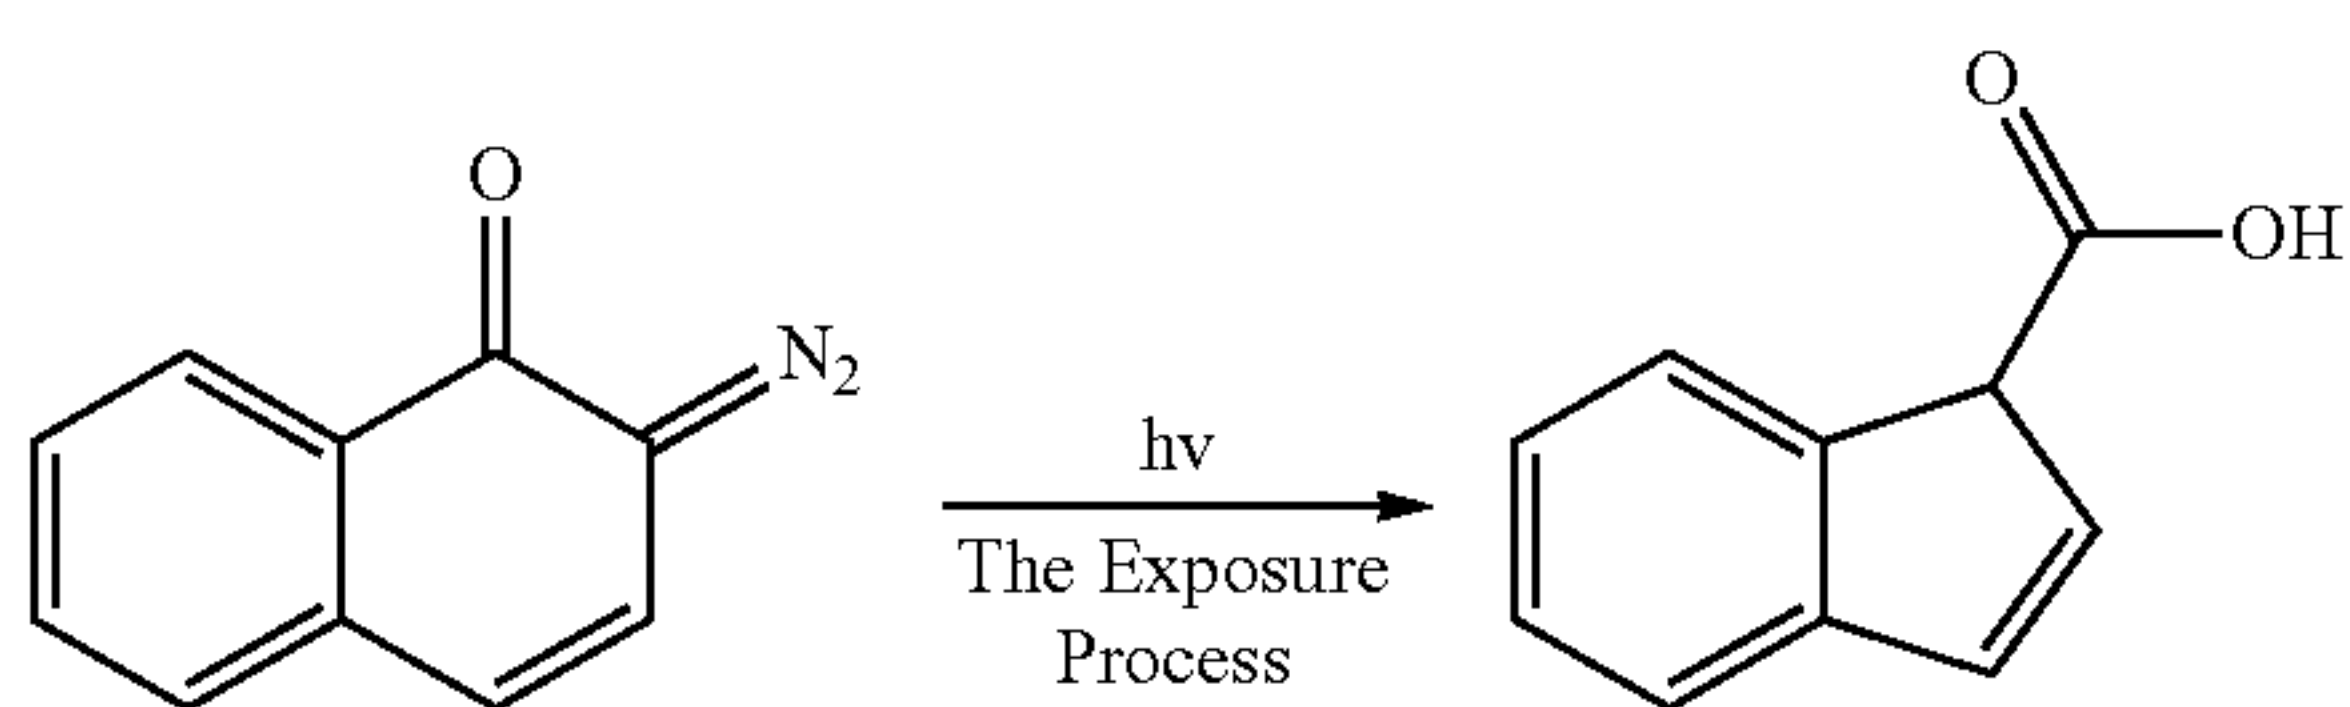 O
N₂
hv
The Exposure
Process
O
OH